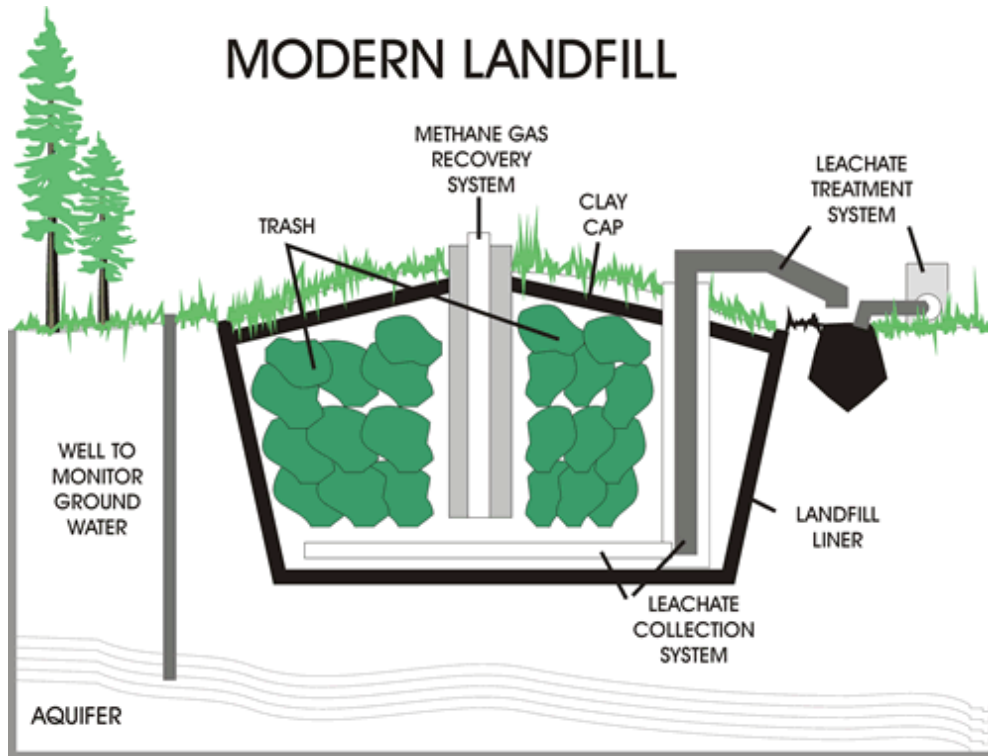 MODERN LANDFILL
METHANE GAS
RECOVERY
SYSTEM
LEACHATE
TREATMENT
SYSTEM
TRASH
CLAY
CAP
WELL TO
MONITOR
GROUND
WATER
LANDFILL
LINER
LEACHATE
COLLECTION
SYSTEM
AQUIFER